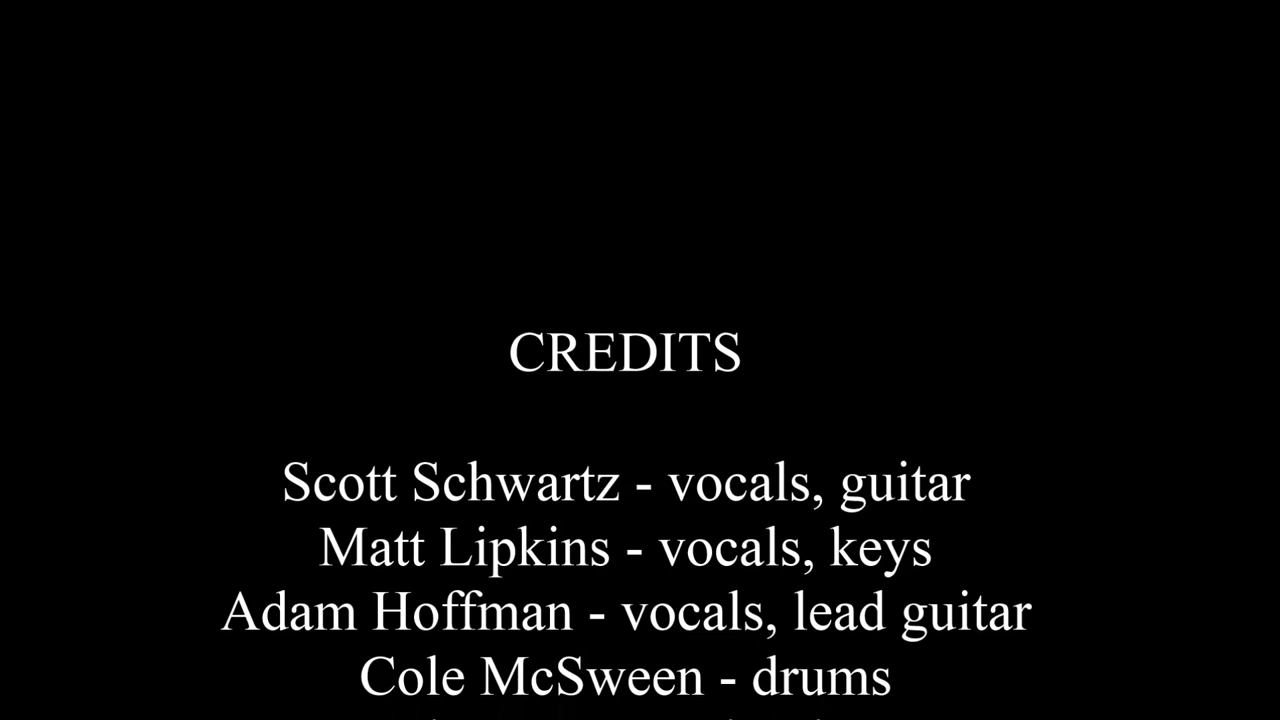 CREDITS
Scott Schwartz - vocals, guitar
Matt Lipkins - vocals, keys
Adam Hoffman - vocals, lead guitar
Cole McSween - drums